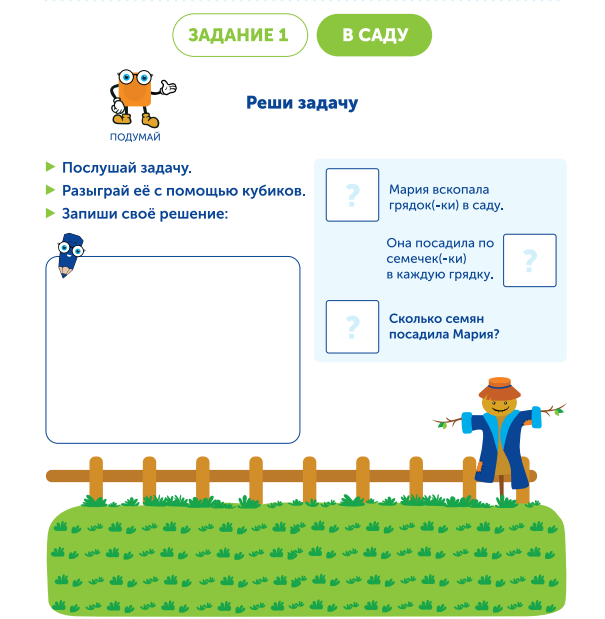 ЗАДАНИЕ 1
В САДУ
Реши задачу
ПОДУМАЙ
Послушай задачу.
Разыграй её с помощью кубиков.
Запиши своё решение:
?
Мария вскопала
грядок(-ки) в саду.
Она посадила по
семечек(-ки)
в каждую грядку.
?
?
Сколько семян
посадила Мария?